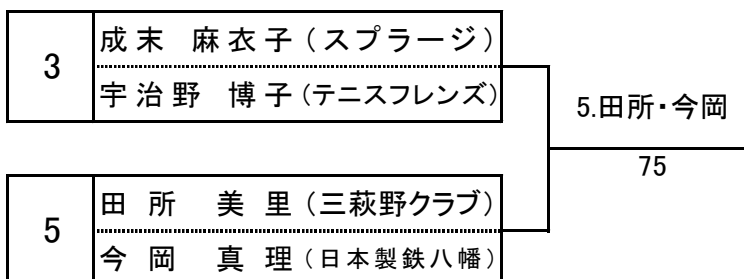 3
成末 麻衣子(スプラージ)
宇治野 博子(テニスフレンズ)
5.田所・今岡
75
5
田所 美里(三萩野クラブ)
今岡 真理(日本製鉄八幡)